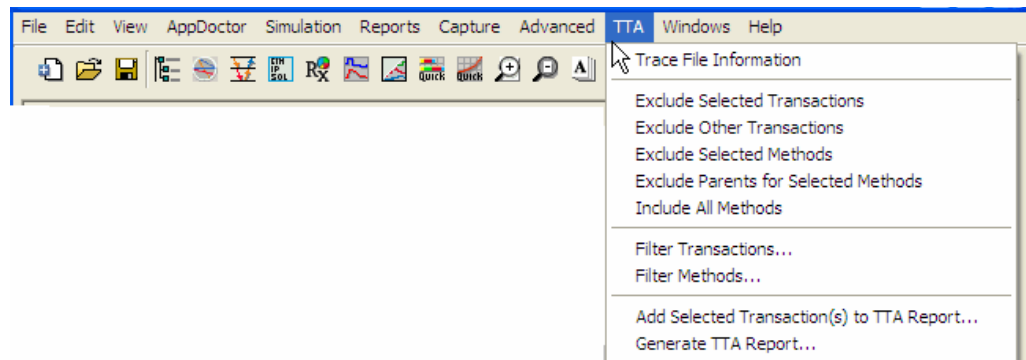 File Edit View AppDoctor Simulation Reports Capture Advanced TTA Windows Help
QUICK QUICK A
Trace File Information
Exclude Selected Transactions
Exclude Other Transactions
Exclude Selected Methods
Exclude Parents for Selected Methods
Include All Methods
Filter Transactions...
Filter Methods...
Add Selected Transaction(s) to TTA Report...
Generate TTA Report...